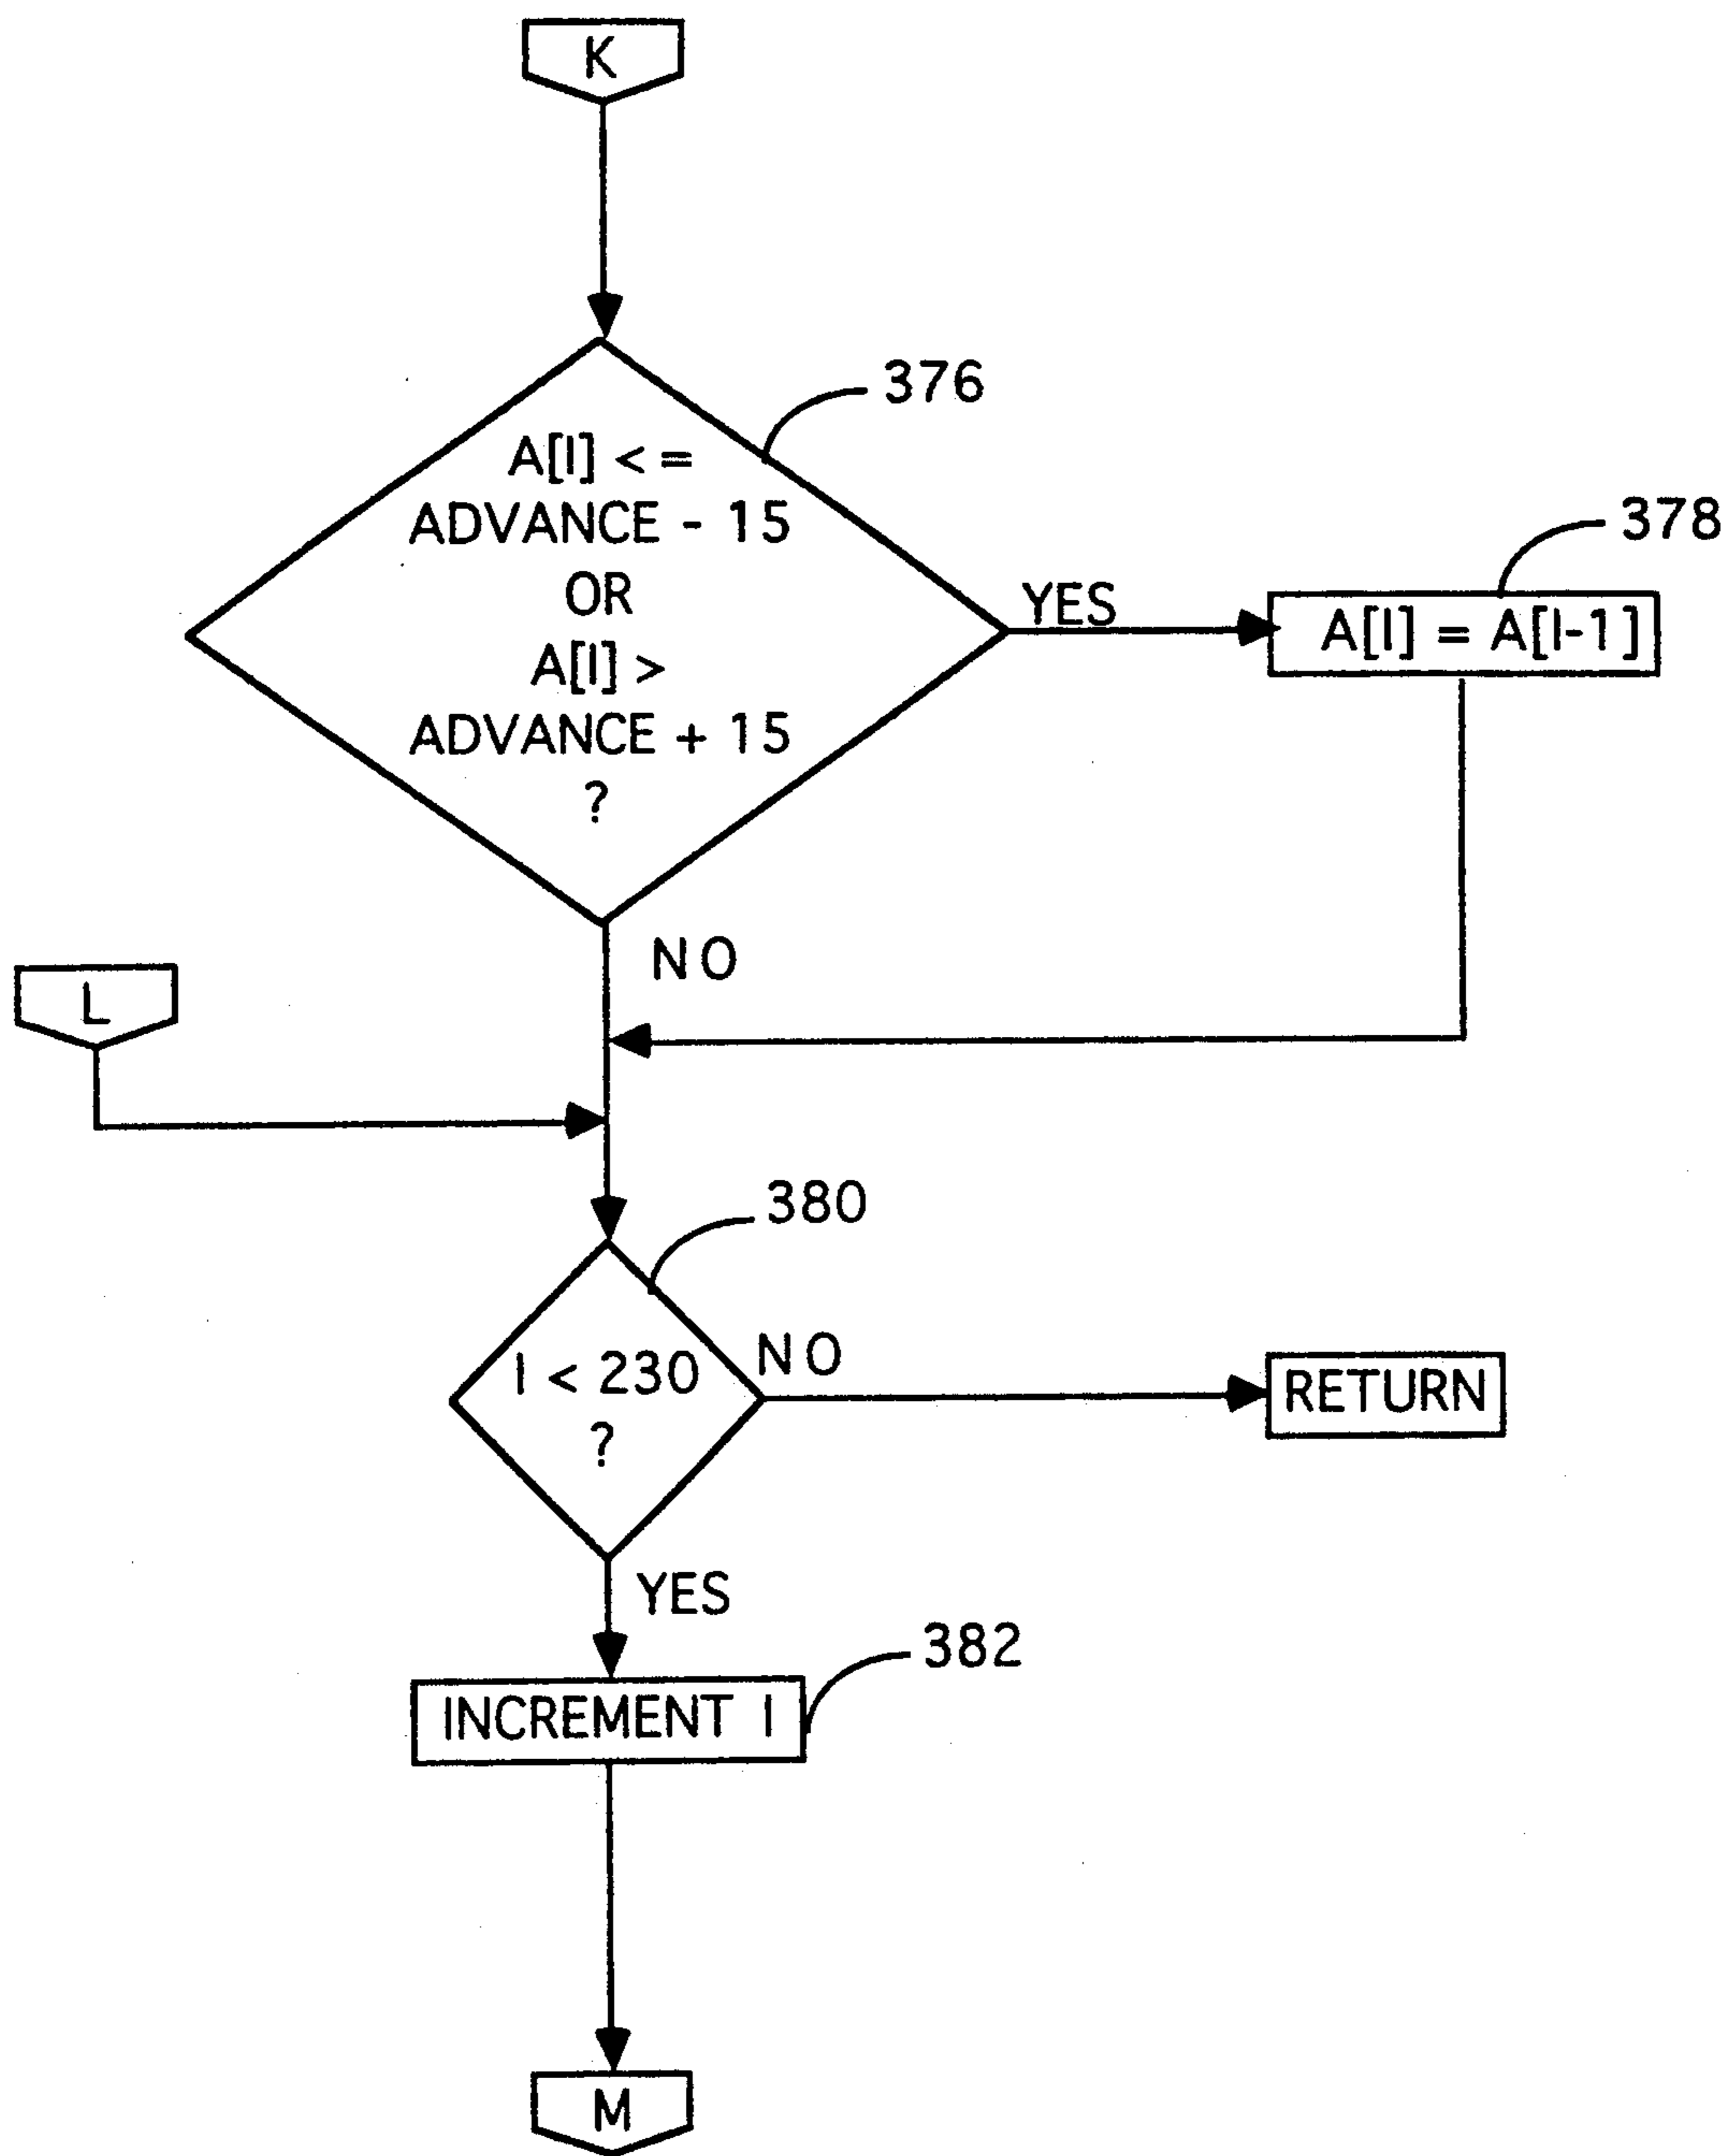 K
376
A[I] < =
ADVANCE - 15
OR
A[I] >
ADVANCE + 15
?
YES
378
A[I] = A[I-1]
NO
L
380
I < 230
?
NO
RETURN
YES
382
INCREMENT I
M